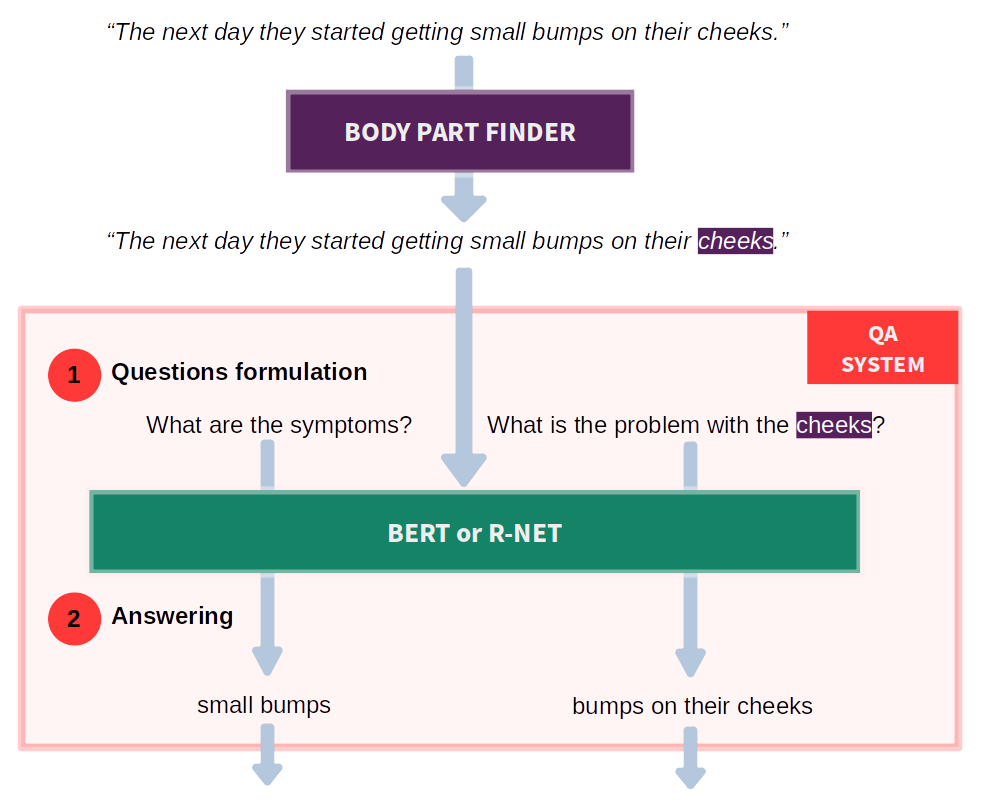 “The next day they started getting small bumps on their cheeks.”
BODY PART FINDER
“The next day they started getting small bumps on their cheeks.”
QA
SYSTEM
1 Questions formulation
What are the symptoms? What is the problem with the cheeks?
BERT or R-NET
2 Answering
small bumps bumps on their cheeks